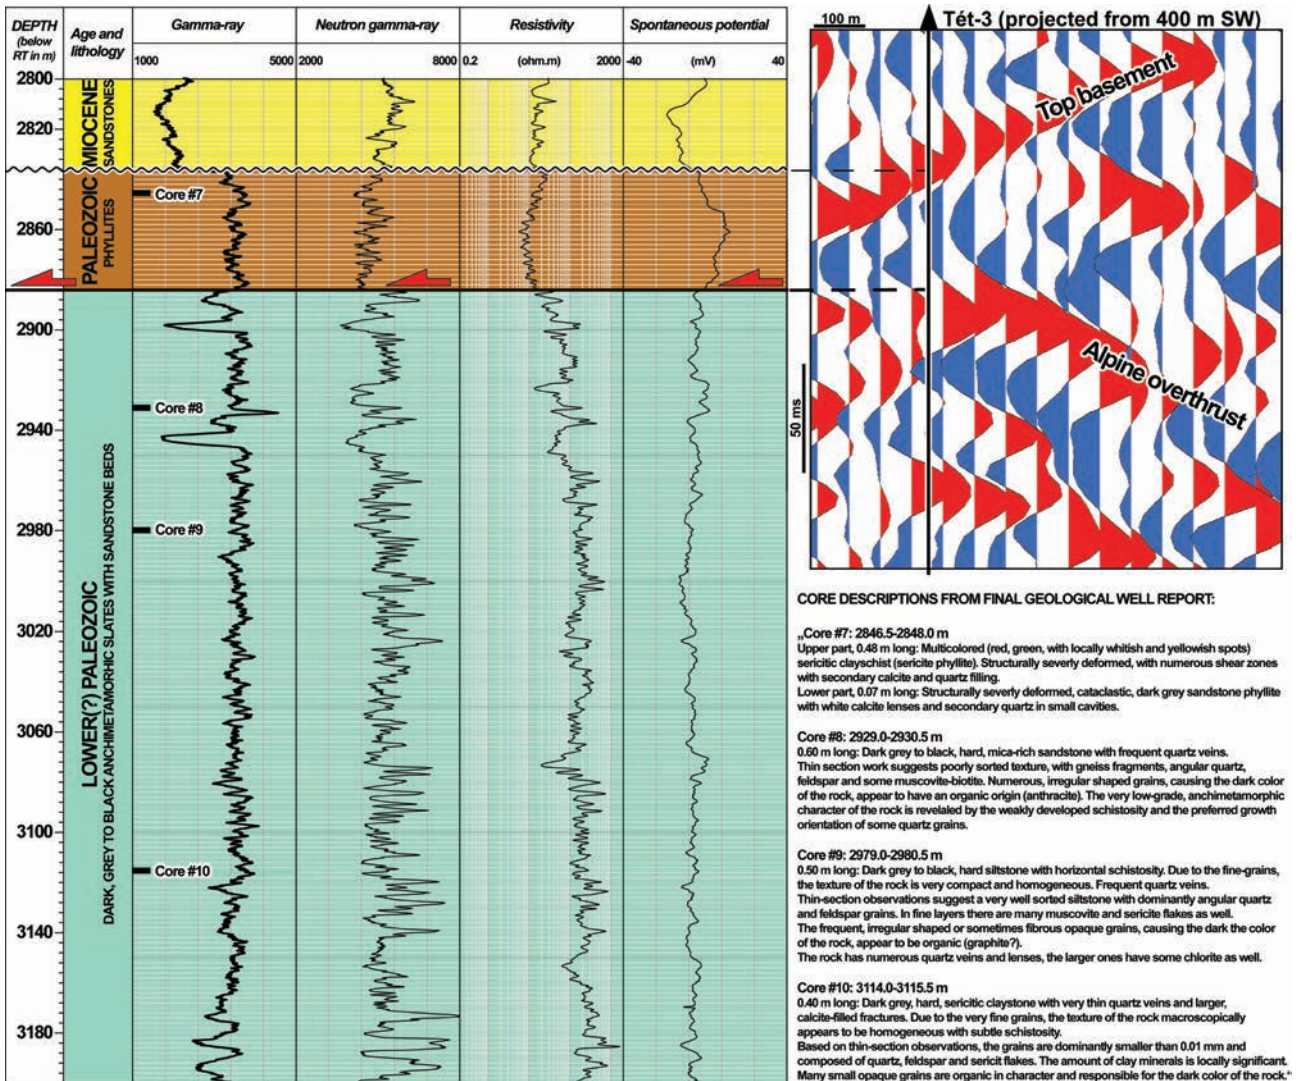 DEPTH
(below
RT in m)
Age and
lithology
Gamma-ray
Neutron gamma-ray
Resistivity
Spontaneous potential
1000
5000
2000
8000
0.2
(ohm.m)
2000
-40
(mV)
40
2800
2820
2860
2900
2940
2980
3020
3060
3100
3140
3180
MIOCENE
SANDSTONES
PALEOZOIC
PHYLLITES
LOWER(?) PALEOZOIC
DARK, GREY TO BLACK ANCHIMETAMORHIC SLATES WITH SANDSTONE BEDS
Core #7
Core #8
Core #9
Core #10
100 m
Tét-3 (projected from 400 m SW)
Top basement
Alpine overthrust
50 ms
CORE DESCRIPTIONS FROM FINAL GEOLOGICAL WELL REPORT:
„Core #7: 2846.5-2848.0 m
Upper part, 0.48 m long: Multicolored (red, green, with locally whitish and yellowish spots)
sericitic clayschist (sericite phyllite). Structurally severly deformed, with numerous shear zones
with secondary calcite and quartz filling.
Lower part, 0.07 m long: Structurally severly deformed, cataclastic, dark grey sandstone phyllite
with white calcite lenses and secondary quartz in small cavities.
Core #8: 2929.0-2930.5 m
0.60 m long: Dark grey to black, hard, mica-rich sandstone with frequent quartz veins.
Thin section work suggests poorly sorted texture, with gneiss fragments, angular quartz,
feldspar and some muscovite-biotite. Numerous, irregular shaped grains, causing the dark color
of the rock, appear to have an organic origin (anthracite). The very low-grade, anchimetamorphic
character of the rock is revelaled by the weakly developed schistosity and the preferred growth
orientation of some quartz grains.
Core #9: 2979.0-2980.5 m
0.50 m long: Dark grey to black, hard siltstone with horizontal schistosity. Due to the fine-grains,
the texture of the rock is very compact and homogeneous. Frequent quartz veins.
Thin-section observations suggest a very well sorted siltstone with dominantly angular quartz
and feldspar grains. In fine layers there are many muscovite and sericite flakes as well.
The frequent, irregular shaped or sometimes fibrous opaque grains, causing the dark the color
of the rock, appear to be organic (graphite?).
The rock has numerous quartz veins and lenses, the larger ones have some chlorite as well.
Core #10: 3114.0-3115.5 m
0.40 m long: Dark grey, hard, sericitic claystone with very thin quartz veins and larger,
calcite-filled fractures. Due to the very fine grains, the texture of the rock macroscopically
appears to be homogeneous with subtle schistosity.
Based on thin-section observations, the grains are dominantly smaller than 0.01 mm and
composed of quartz, feldspar and sericit flakes. The amount of clay minerals is locally significant.
Many small opaque grains are organic in character and responsible for the dark color of the rock."